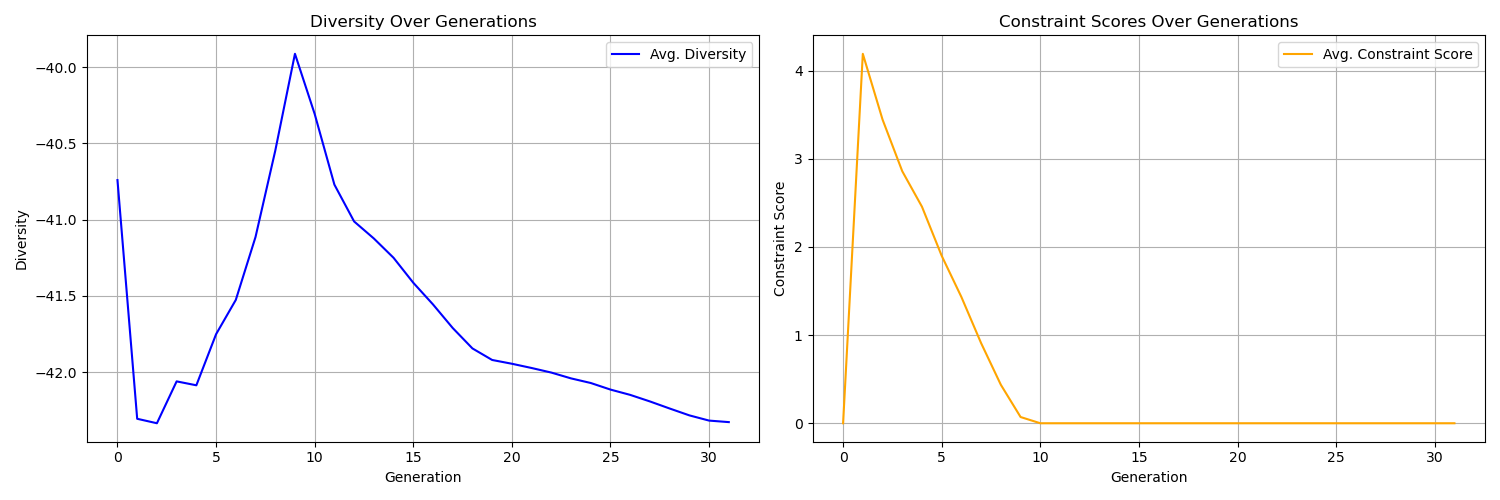 Diversity Over Generations
Avg. Diversity
Diversity
−40.0
−40.5
−41.0
−41.5
−42.0
0 5 10 15 20 25 30
Generation
Constraint Scores Over Generations
Avg. Constraint Score
Constraint Score
4
3
2
1
0
0 5 10 15 20 25 30
Generation